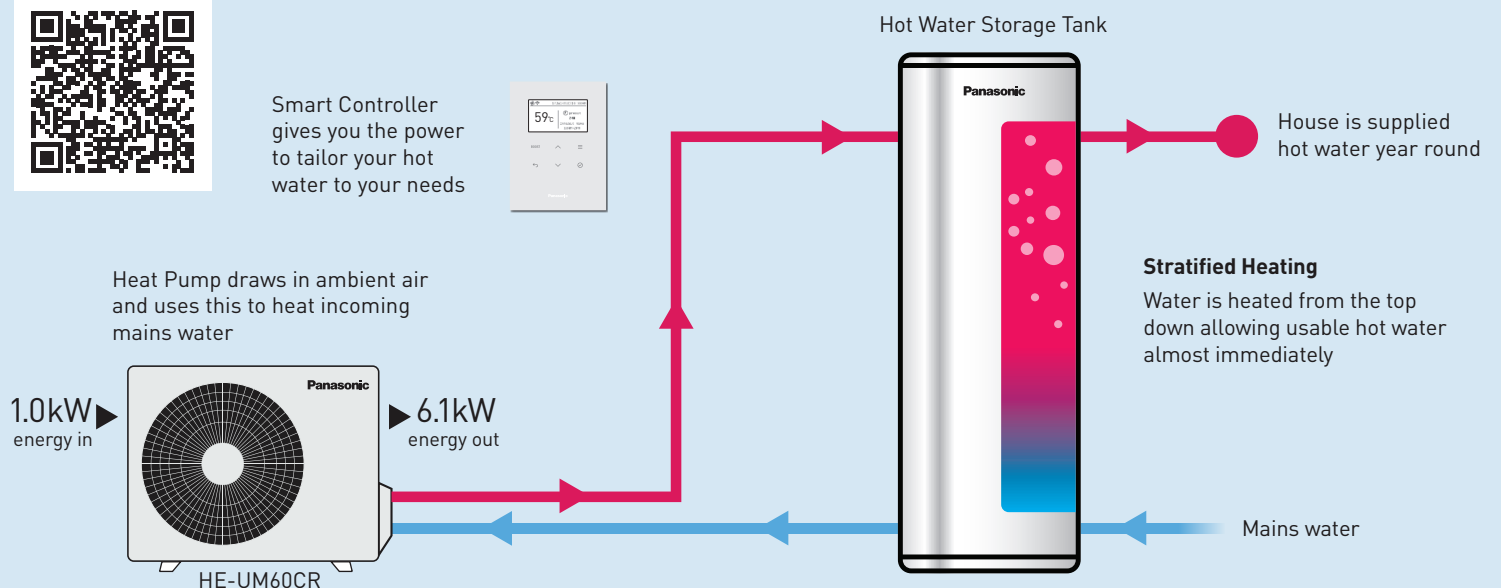 Hot Water Storage Tank
Smart Controller
gives you the power
to tailor your hot
water to your needs
59°C
RESET
Panasonic
Panasonic
House is supplied
hot water year round
Heat Pump draws in ambient air
and uses this to heat incoming
mains water
Stratified Heating
Water is heated from the top
down allowing usable hot water
almost immediately
Panasonic
1.0kW
energy in
6.1kW
energy out
Mains water
HE-UM60CR